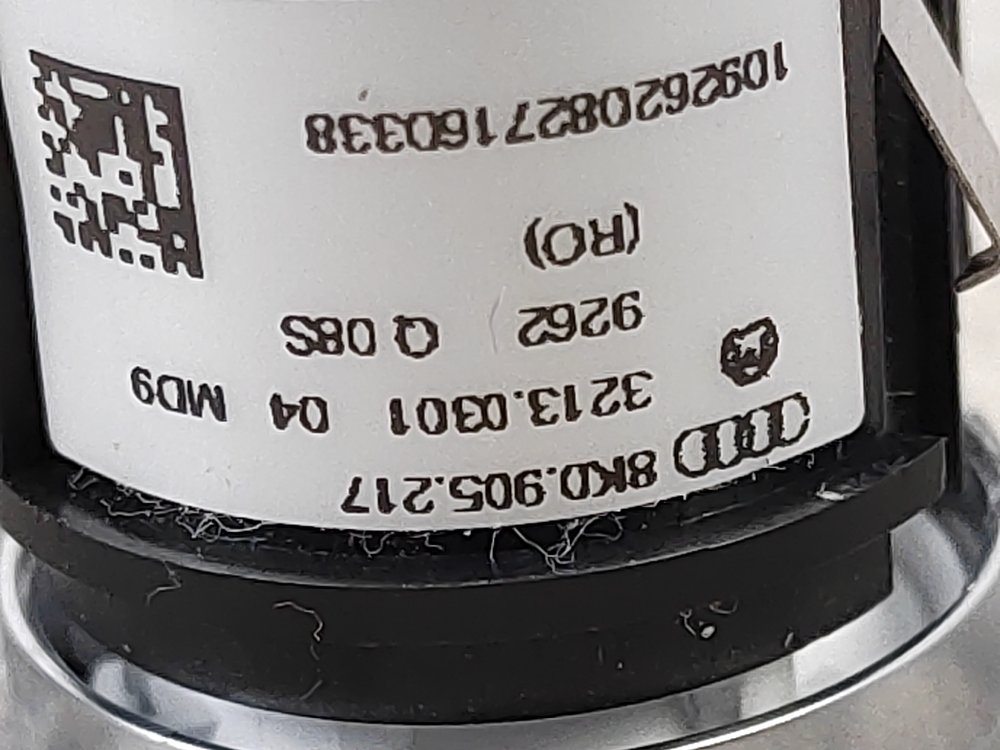 8K0.905.217
3213.0301 04 MD9
9262 Q 08S
(RO)
1092620827160338